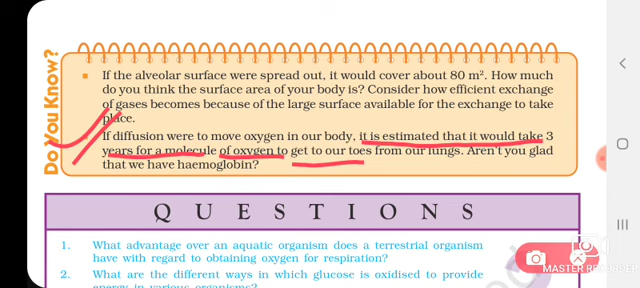 Do You Know?
If the alveolar surface were spread out, it would cover about 80 m². How much
do you think the surface area of your body is? Consider how efficient exchange
of gases becomes because of the large surface available for the exchange to take
place.
If diffusion were to move oxygen in our body, it is estimated that it would take 3
years for a molecule of oxygen to get to our toes from our lungs. Aren't you glad
that we have haemoglobin?
QUESTIONS
1. What advantage over an aquatic organism does a terrestrial organism
have with regard to obtaining oxygen for respiration?
2. What are the different ways in which glucose is oxidised to provide
energy in various organisms?
MASTER RECORDER